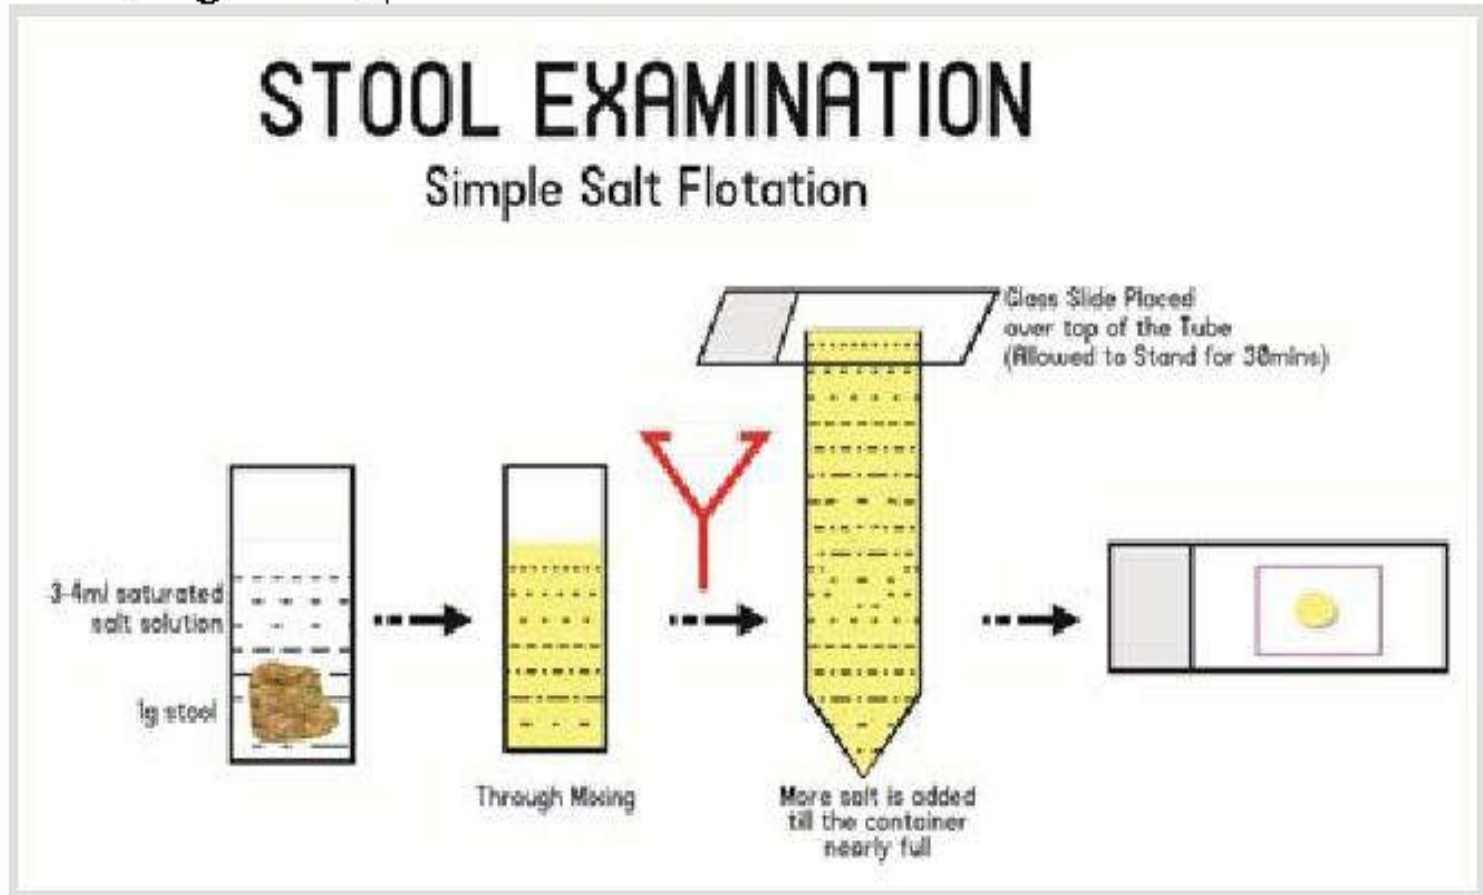 STOOL EXAMINATION
Simple Salt Flotation
Glass Slide Placed
over top of the Tube
(Allowed to Stand for 30mins)
3-4ml saturated
salt solution
1g stool
Through Mixing
More salt is added
till the container
nearly full